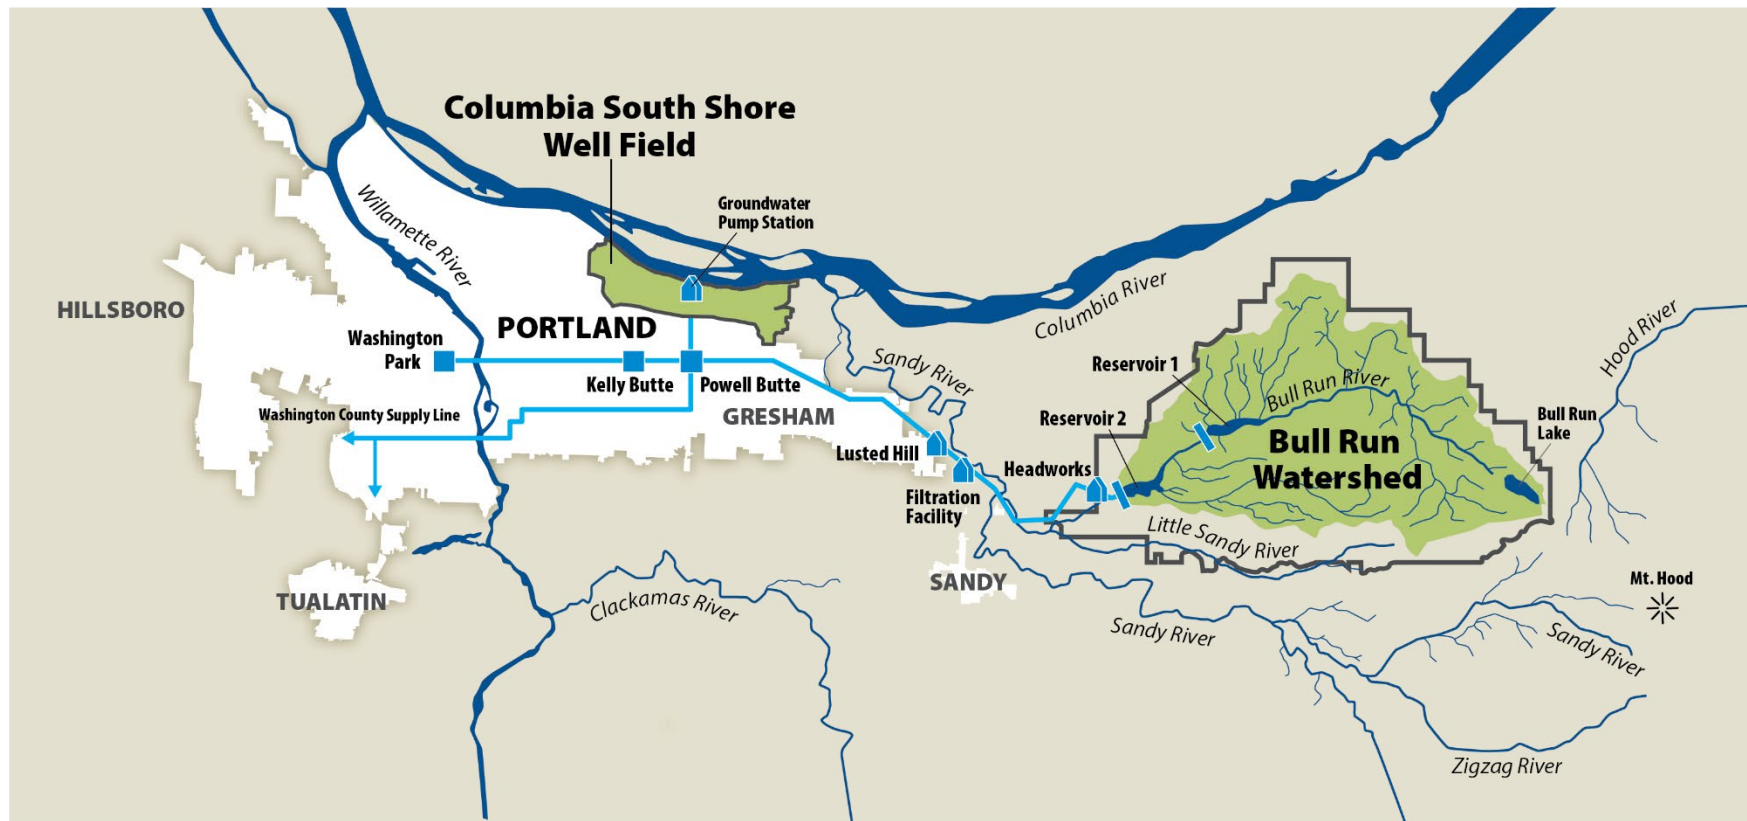 Columbia South Shore
Well Field
Groundwater
Pump Station
Willamette River
HILLSBORO
PORTLAND
Washington
Park
Kelly Butte
Powell Butte
Washington County Supply Line
GRESHAM
Sandy River
Columbia River
Hood River
Reservoir 1
Bull Run River
Reservoir 2
Bull Run
Lake
Bull Run
Watershed
Lusted Hill
Headworks
Filtration
Facility
Little Sandy River
SANDY
TUALATIN
Clackamas River
Sandy River
Mt. Hood
Sandy River
Zigzag River